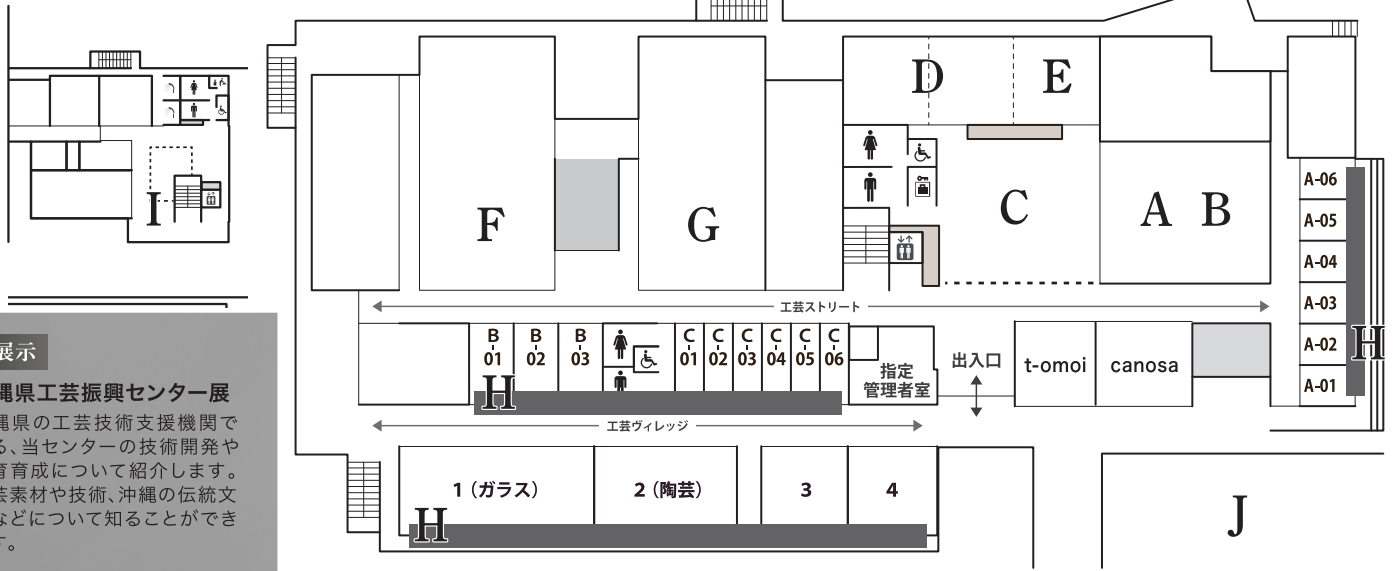 D
E
F
G
C
A
B
I
A-06
A-05
A-04
A-03
A-02
A-01
H
工芸ストリート
B-01
B-02
B-03
C-01
C-02
C-03
C-04
C-05
C-06
指定
管理者室
出入口
t-omoi
canosa
H
工芸ヴィレッジ
1（ガラス）
2（陶芸）
3
4
H
J
展示
縄県工芸振興センター展
縄県の工芸技術支援機関で
る、当センターの技術開発や
育育成について紹介します。
芸素材や技術、沖縄の伝統文
などについて知ることができ
す。